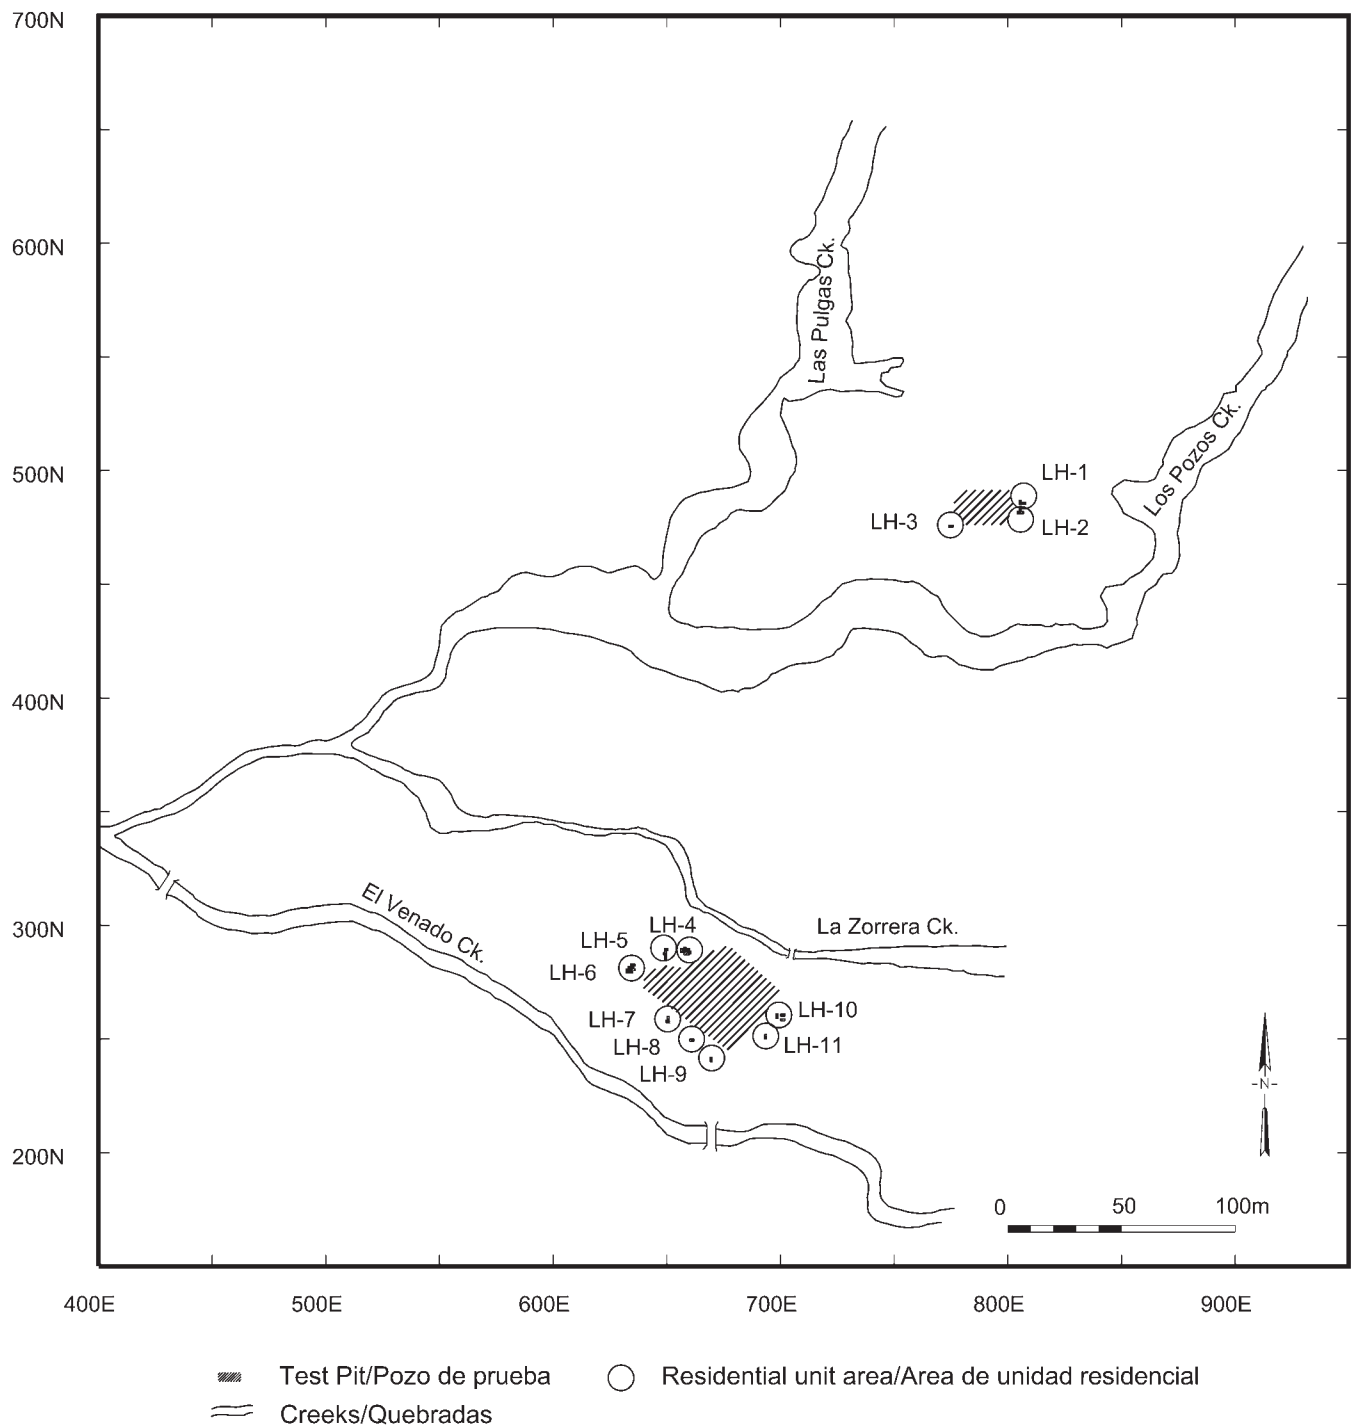 700N
600N
Las Pulgas Ck.
500N
LH-1
Los Pozos Ck.
LH-3
LH-2
400N
El Venado Ck.
300N
LH-4
La Zorrera Ck.
LH-5
LH-6
LH-10
LH-7
LH-11
LH-8
LH-9
-N-
200N
0 50 100m
400E 500E 600E 700E 800E 900E
Test Pit/Pozo de prueba
Residential unit area/Area de unidad residencial
Creeks/Quebradas